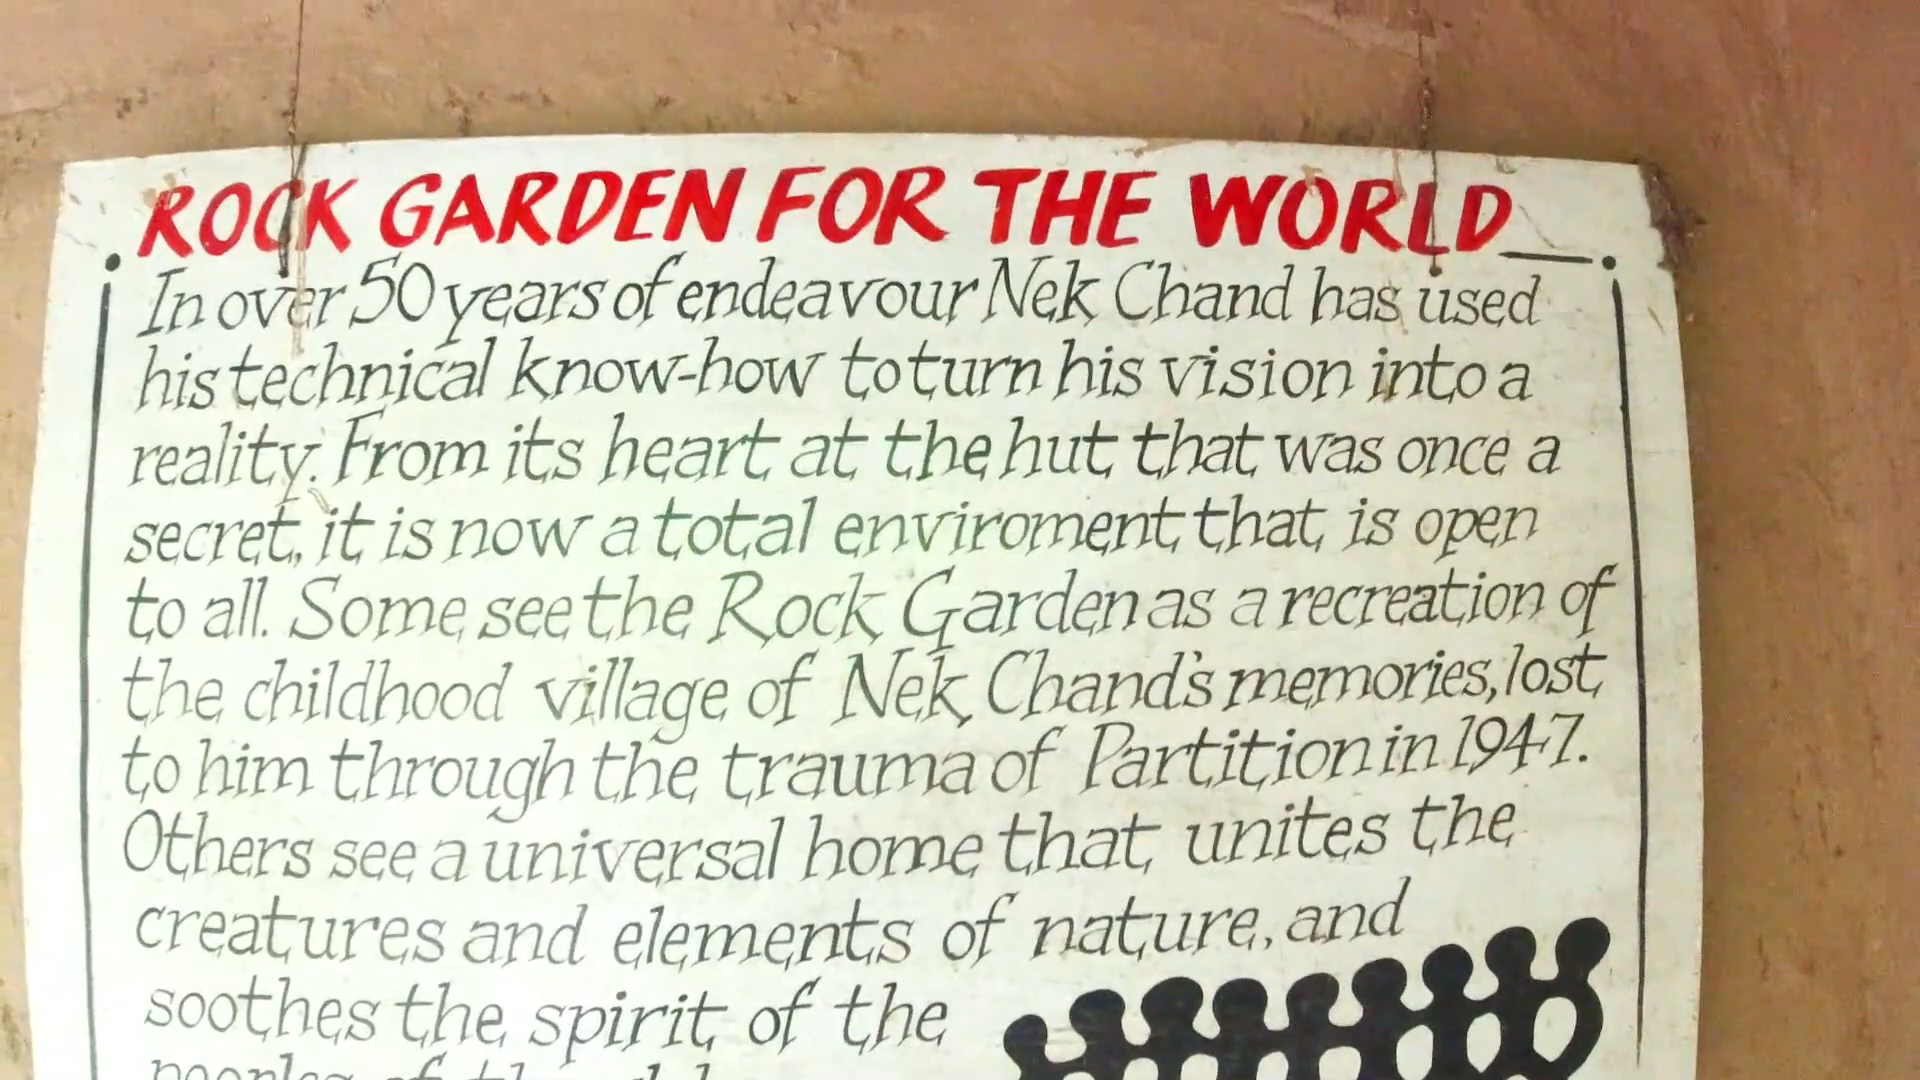 ROCK GARDEN FOR THE WORLD
In over 50 years of endeavour Nek Chand has used
his technical know-how to turn his vision into a
reality. From its heart at the hut that was once a
secret, it is now a total enviroment that is open
to all. Some see the Rock Garden as a recreation of
the childhood village of Nek Chand's memories, lost
to him through the trauma of Partition in 1947.
Others see a universal home that unites the
creatures and elements of nature, and
soothes the spirit of the